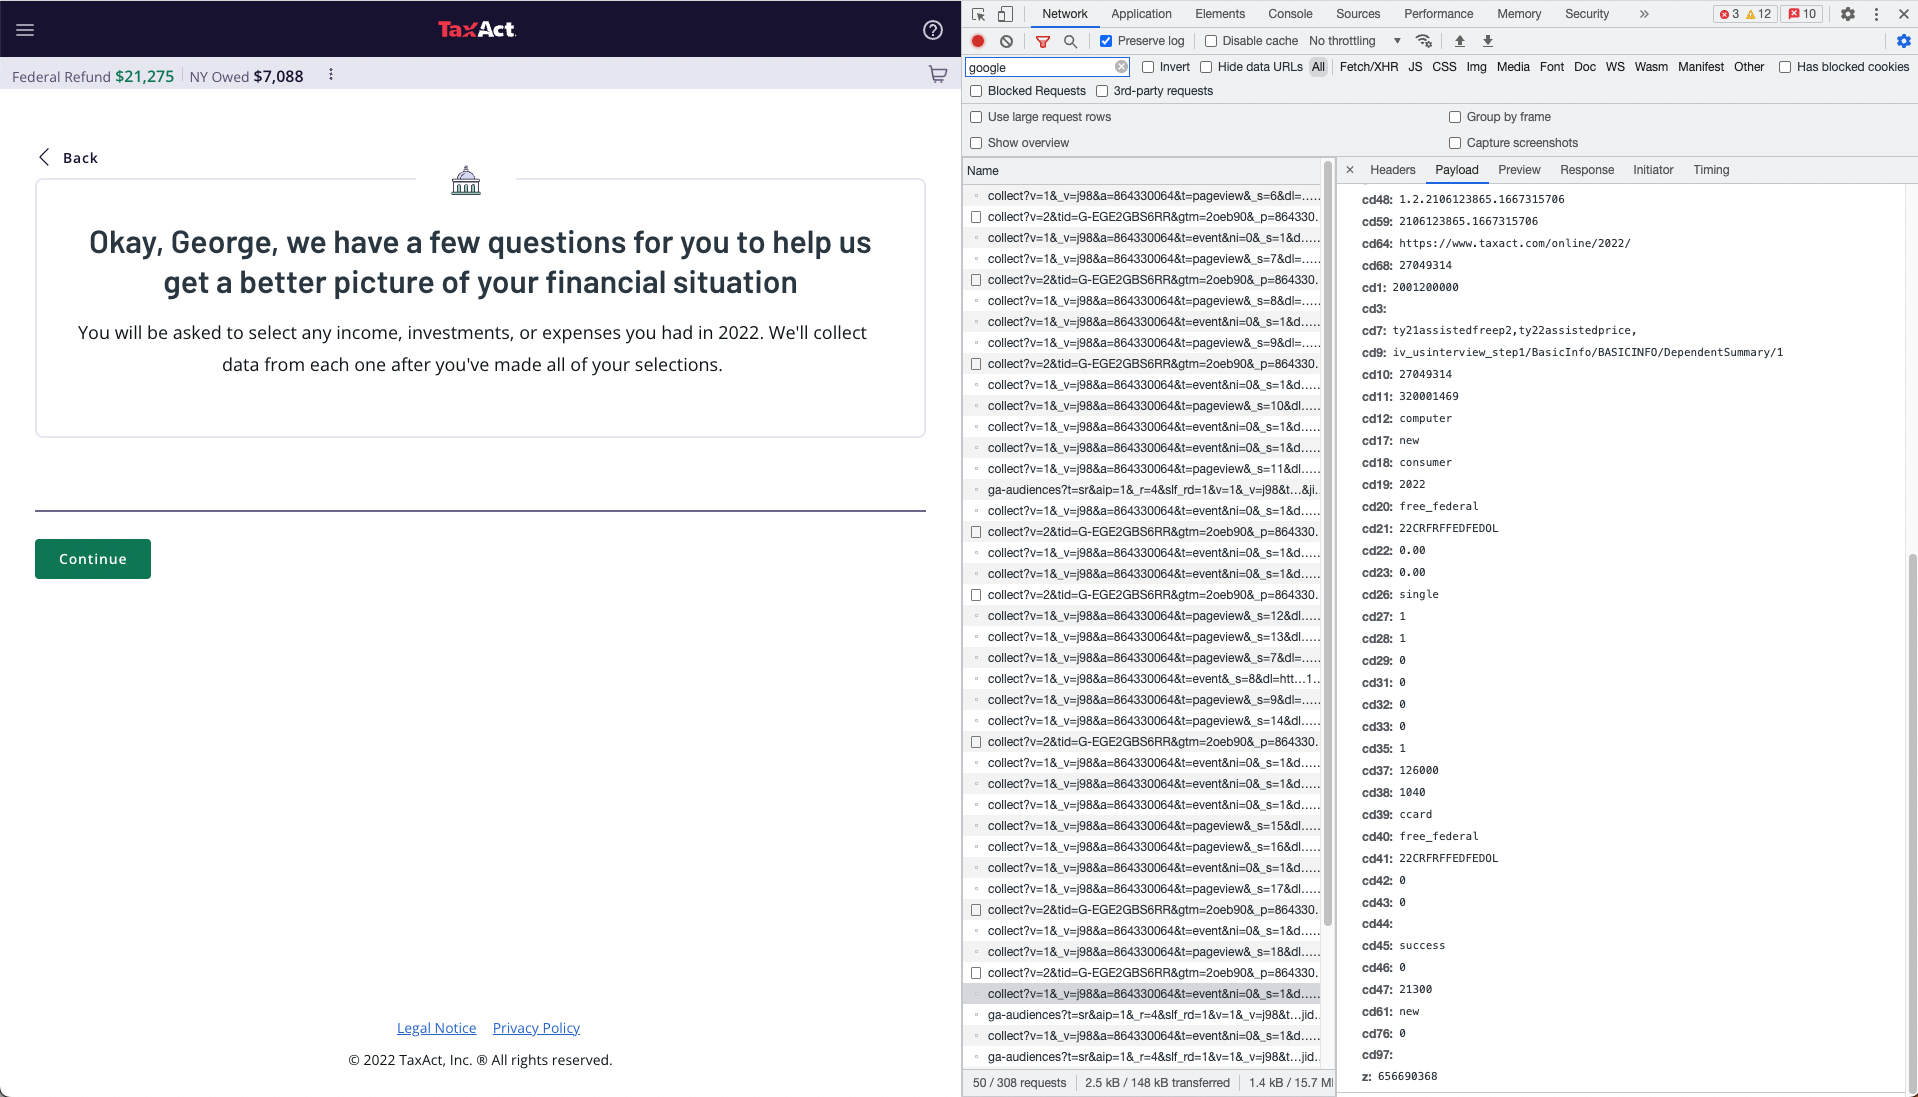 TaxAct.
Federal Refund $21,275 NY Owed $7,088
Back
Okay, George, we have a few questions for you to help us
get a better picture of your financial situation
You will be asked to select any income, investments, or expenses you had in 2022. We'll collect
data from each one after you've made all of your selections.
Continue
Legal Notice Privacy Policy
© 2022 TaxAct, Inc. ® All rights reserved.
Network Application Elements Console Sources Performance Memory Security » 3 12 10
Preserve log Disable cache No throttling
google Invert Hide data URLs All Fetch/XHR JS CSS Img Media Font Doc WS Wasm Manifest Other Has blocked cookies
Blocked Requests 3rd-party requests
Use large request rows Group by frame
Show overview Capture screenshots
Name
collect?v=1&_v=j98&a=864330064&t=pageview&_s=6&dl=.....
collect?v=2&tid=G-EGE2GBS6RR&gtm=2oeb90&_p=864330.
collect?v=1&_v=j98&a=864330064&t=event&ni=0&_s=1&d.....
collect?v=1&_v=j98&a=864330064&t=pageview&_s=7&dl=.....
collect?v=2&tid=G-EGE2GBS6RR&gtm=2oeb90&_p=864330.
collect?v=1&_v=j98&a=864330064&t=pageview&_s=8&dl=.....
collect?v=1&_v=j98&a=864330064&t=event&ni=0&_s=1&d.....
collect?v=1&_v=j98&a=864330064&t=pageview&_s=9&dl=.....
collect?v=2&tid=G-EGE2GBS6RR&gtm=2oeb90&_p=864330.
collect?v=1&_v=j98&a=864330064&t=event&ni=0&_s=1&d.....
collect?v=1&_v=j98&a=864330064&t=pageview&_s=10&dl.....
collect?v=1&_v=j98&a=864330064&t=event&ni=0&_s=1&d.....
collect?v=1&_v=j98&a=864330064&t=event&ni=0&_s=1&d.....
collect?v=1&_v=j98&a=864330064&t=pageview&_s=11&dl.....
ga-audiences?t=sr&aip=1&_r=4&slf_rd=1&v=1&_v=j98&t...&ji.
collect?v=1&_v=j98&a=864330064&t=event&ni=0&_s=1&d.....
collect?v=2&tid=G-EGE2GBS6RR&gtm=2oeb90&_p=864330.
collect?v=1&_v=j98&a=864330064&t=event&ni=0&_s=1&d.....
collect?v=1&_v=j98&a=864330064&t=event&ni=0&_s=1&d.....
collect?v=2&tid=G-EGE2GBS6RR&gtm=2oeb90&_p=864330.
collect?v=1&_v=j98&a=864330064&t=pageview&_s=12&dl.....
collect?v=1&_v=j98&a=864330064&t=pageview&_s=13&dl.....
collect?v=1&_v=j98&a=864330064&t=pageview&_s=7&dl=.....
collect?v=1&_v=j98&a=864330064&t=event&_s=8&dl=htt...1..
collect?v=1&_v=j98&a=864330064&t=pageview&_s=9&dl=.....
collect?v=1&_v=j98&a=864330064&t=pageview&_s=14&dl.....
collect?v=2&tid=G-EGE2GBS6RR&gtm=2oeb90&_p=864330.
collect?v=1&_v=j98&a=864330064&t=event&ni=0&_s=1&d.....
collect?v=1&_v=j98&a=864330064&t=event&ni=0&_s=1&d.....
collect?v=1&_v=j98&a=864330064&t=event&ni=0&_s=1&d.....
collect?v=1&_v=j98&a=864330064&t=pageview&_s=15&dl.....
collect?v=1&_v=j98&a=864330064&t=pageview&_s=16&dl.....
collect?v=1&_v=j98&a=864330064&t=event&ni=0&_s=1&d.....
collect?v=1&_v=j98&a=864330064&t=pageview&_s=17&dl.....
collect?v=2&tid=G-EGE2GBS6RR&gtm=2oeb90&_p=864330.
collect?v=1&_v=j98&a=864330064&t=event&ni=0&_s=1&d.....
collect?v=1&_v=j98&a=864330064&t=pageview&_s=18&dl.....
collect?v=2&tid=G-EGE2GBS6RR&gtm=2oeb90&_p=864330.
collect?v=1&_v=j98&a=864330064&t=event&ni=0&_s=1&d.....
ga-audiences?t=sr&aip=1&_r=4&slf_rd=1&v=1&_v=j98&t...jid..
collect?v=1&_v=j98&a=864330064&t=event&ni=0&_s=1&d.....
ga-audiences?t=sr&aip=1&_r=4&slf_rd=1&v=1&_v=j98&t...jid..
50 / 308 requests 2.5 kB / 148 kB transferred 1.4 kB / 15.7 M
Headers Payload Preview Response Initiator Timing
cd48: 1.2.2106123865.1667315706
cd59: 2106123865.1667315706
cd64: https://www.taxact.com/online/2022/
cd68: 27049314
cd1: 2001200000
cd3:
cd7: ty21assistedfreep2,ty22assistedprice,
cd9: iv_usinterview_step1/BasicInfo/BASICINFO/DependentSummary/1
cd10: 27049314
cd11: 320001469
cd12: computer
cd17: new
cd18: consumer
cd19: 2022
cd20: free_federal
cd21: 22CRFRFFEDFEDOL
cd22: 0.00
cd23: 0.00
cd26: single
cd27: 1
cd28: 1
cd29: 0
cd31: 0
cd32: 0
cd33: 0
cd35: 1
cd37: 126000
cd38: 1040
cd39: ccard
cd40: free_federal
cd41: 22CRFRFFEDFEDOL
cd42: 0
cd43: 0
cd44:
cd45: success
cd46: 0
cd47: 21300
cd61: new
cd76: 0
cd97:
z: 656690368